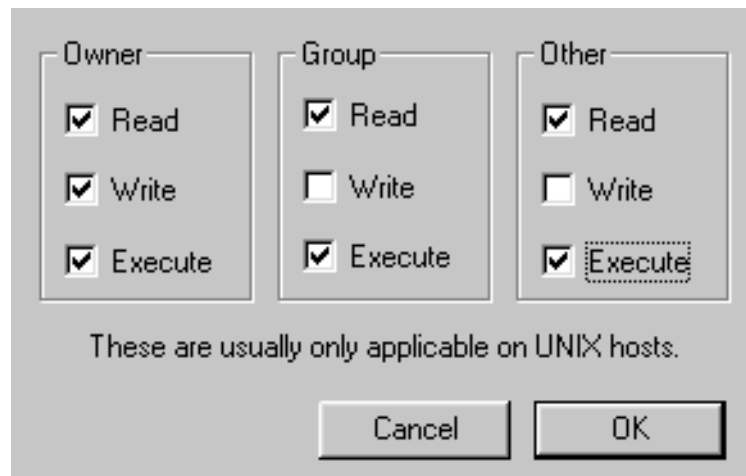 Owner
Read
Write
Execute
Group
Read
Write
Execute
Other
Read
Write
Execute
These are usually only applicable on UNIX hosts.
Cancel
OK